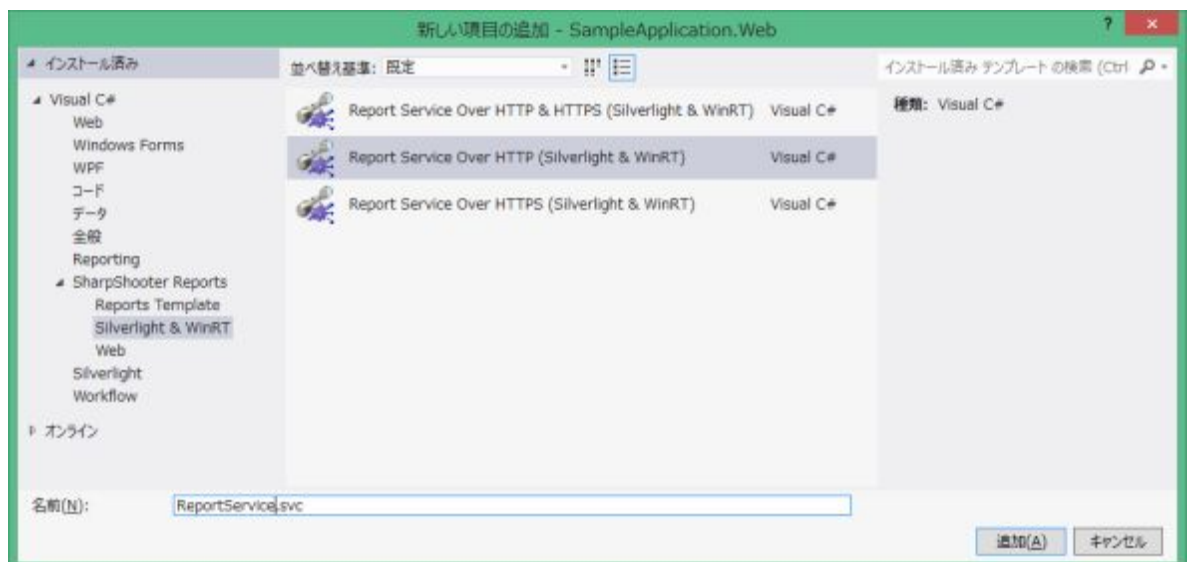 新しい項目の追加 - SampleApplication.Web
?
インストール済み
並べ替え基準: 既定
インストール済み テンプレート の検索 (Ctrl
Visual C#
Web
Windows Forms
WPF
コード
データ
全般
Reporting
SharpShooter Reports
Reports Template
Silverlight & WinRT
Web
Silverlight
Workflow
オンライン
Report Service Over HTTP & HTTPS (Silverlight & WinRT) Visual C#
Report Service Over HTTP (Silverlight & WinRT) Visual C#
Report Service Over HTTPS (Silverlight & WinRT) Visual C#
種類: Visual C#
名前(N): ReportService.svc
追加(A) キャンセル